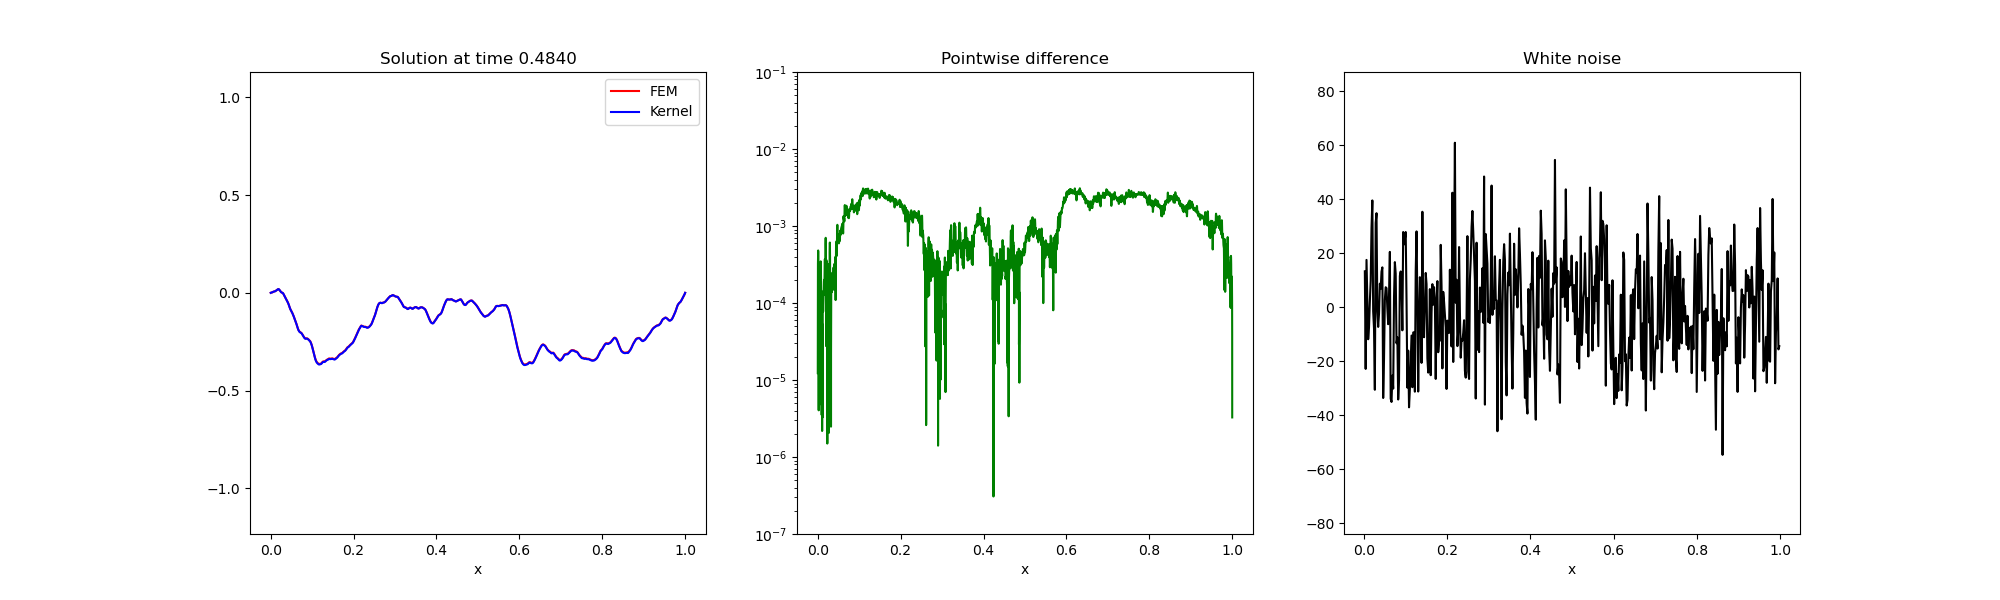 Solution at time 0.4840
1.0
0.5
0.0
−0.5
−1.0
0.0 0.2 0.4 0.6 0.8 1.0
x
FEM
Kernel
Pointwise difference
10⁻¹
10⁻²
10⁻³
10⁻⁴
10⁻⁵
10⁻⁶
10⁻⁷
0.0 0.2 0.4 0.6 0.8 1.0
x
White noise
80
60
40
20
0
−20
−40
−60
−80
0.0 0.2 0.4 0.6 0.8 1.0
x